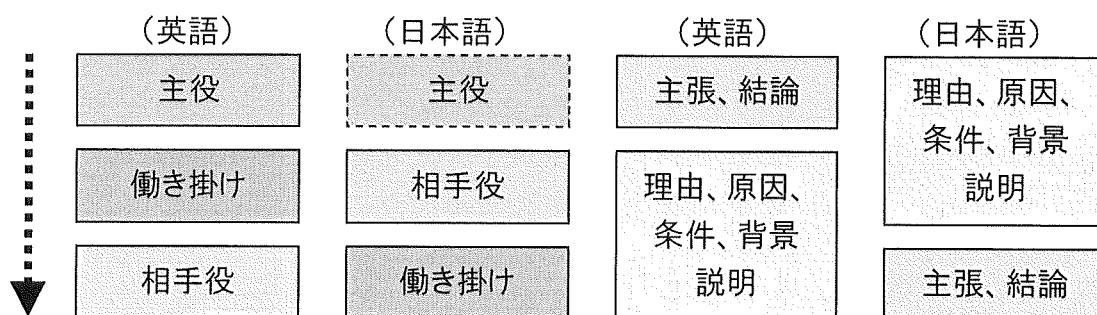 (英語)
主役
働き掛け
相手役
(日本語)
主役
相手役
働き掛け
(英語)
主張、結論
理由、原因、
条件、背景
説明
(日本語)
理由、原因、
条件、背景
説明
主張、結論